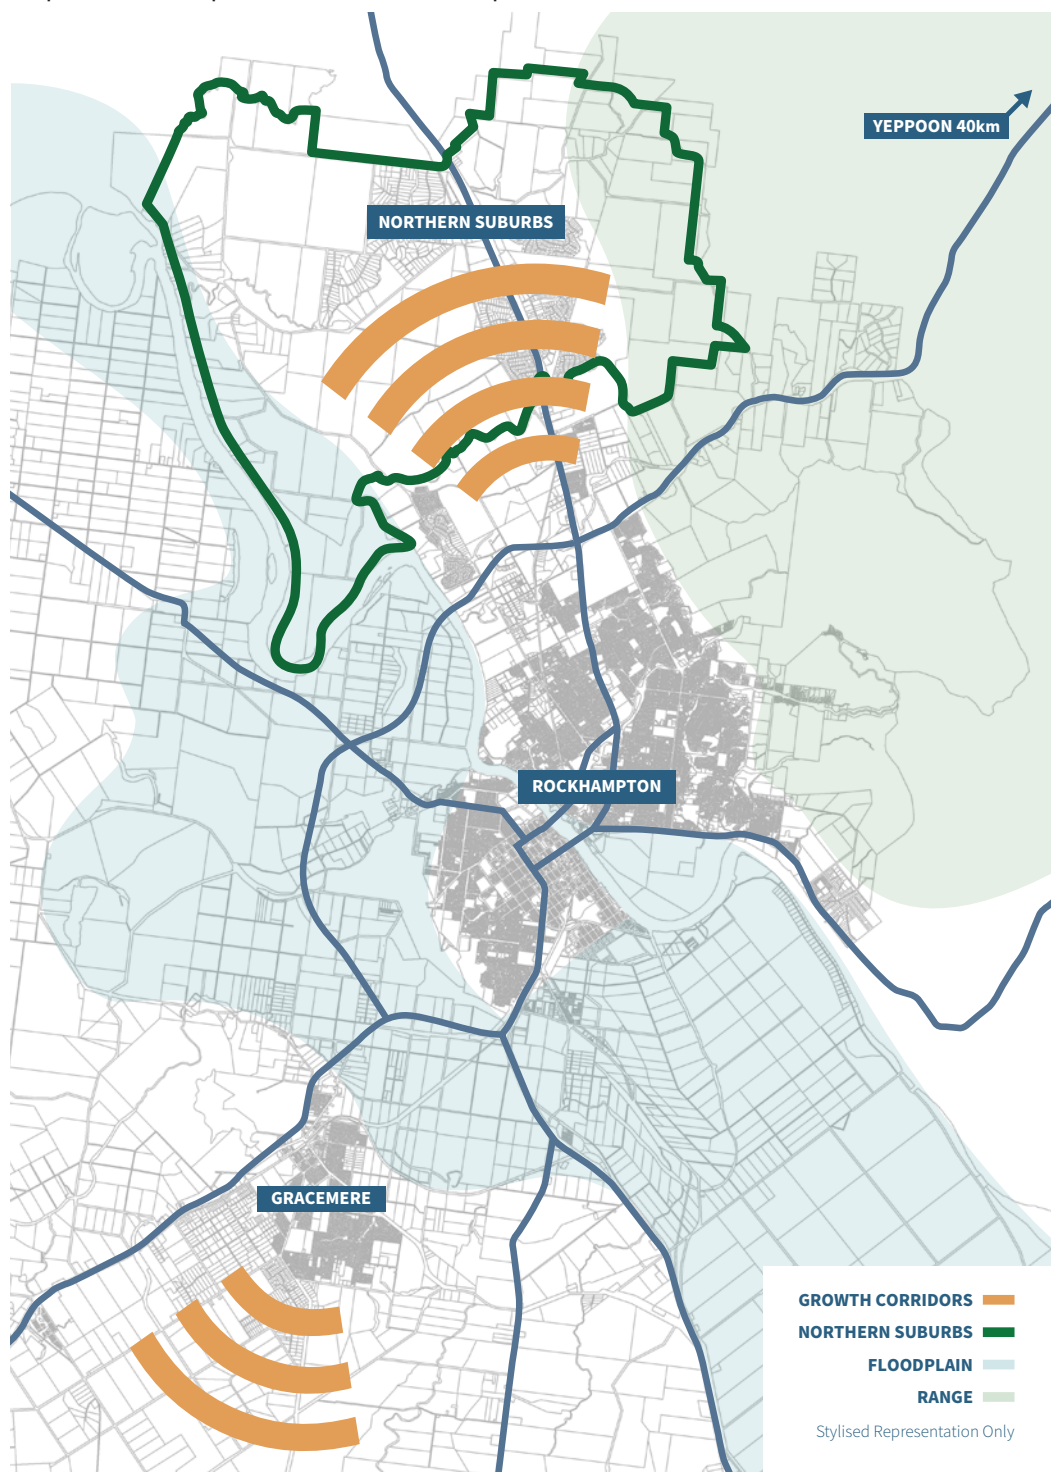 YEPPOON 40km
NORTHERN SUBURBS
ROCKHAMPTON
GRACEMERE
GROWTH CORRIDORS
NORTHERN SUBURBS
FLOODPLAIN
RANGE
Stylised Representation Only